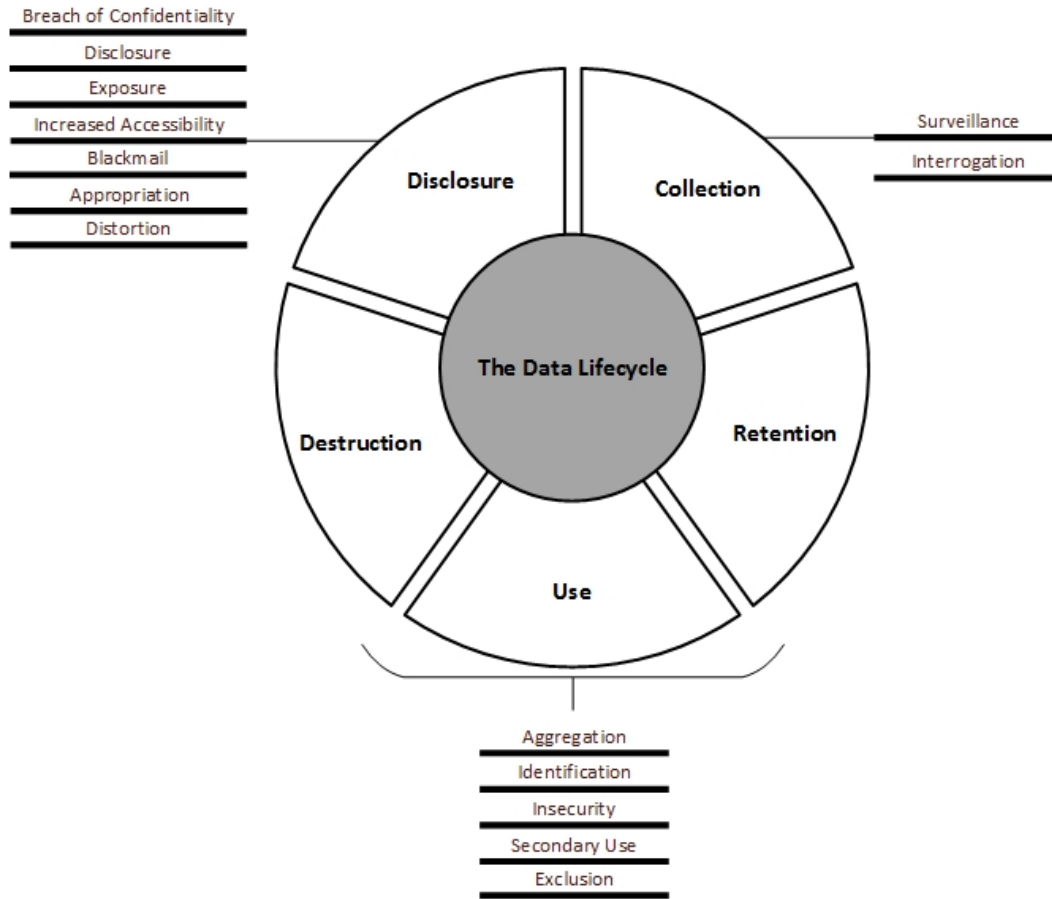 Breach of Confidentiality
Disclosure
Exposure
Increased Accessibility
Blackmail
Appropriation
Distortion
Surveillance
Interrogation
Disclosure
Collection
The Data Lifecycle
Destruction
Retention
Use
Aggregation
Identification
Insecurity
Secondary Use
Exclusion